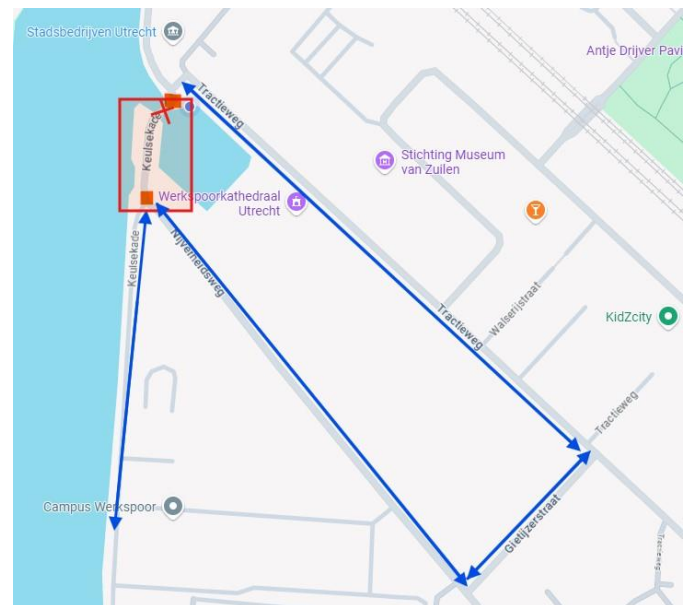 Stadsbedrijven Utrecht
Antje Drijver Pavi
Tractieweg
Keulsekade
Stichting Museum
van Zuilen
Werkspoorkathedraal
Utrecht
Keulsekade
Nijverheidsweg
Walserijstraat
Tractieweg
KidZcity
Tractieweg
Campus Werkspoor
Gietijzerstraat
Tractieweg